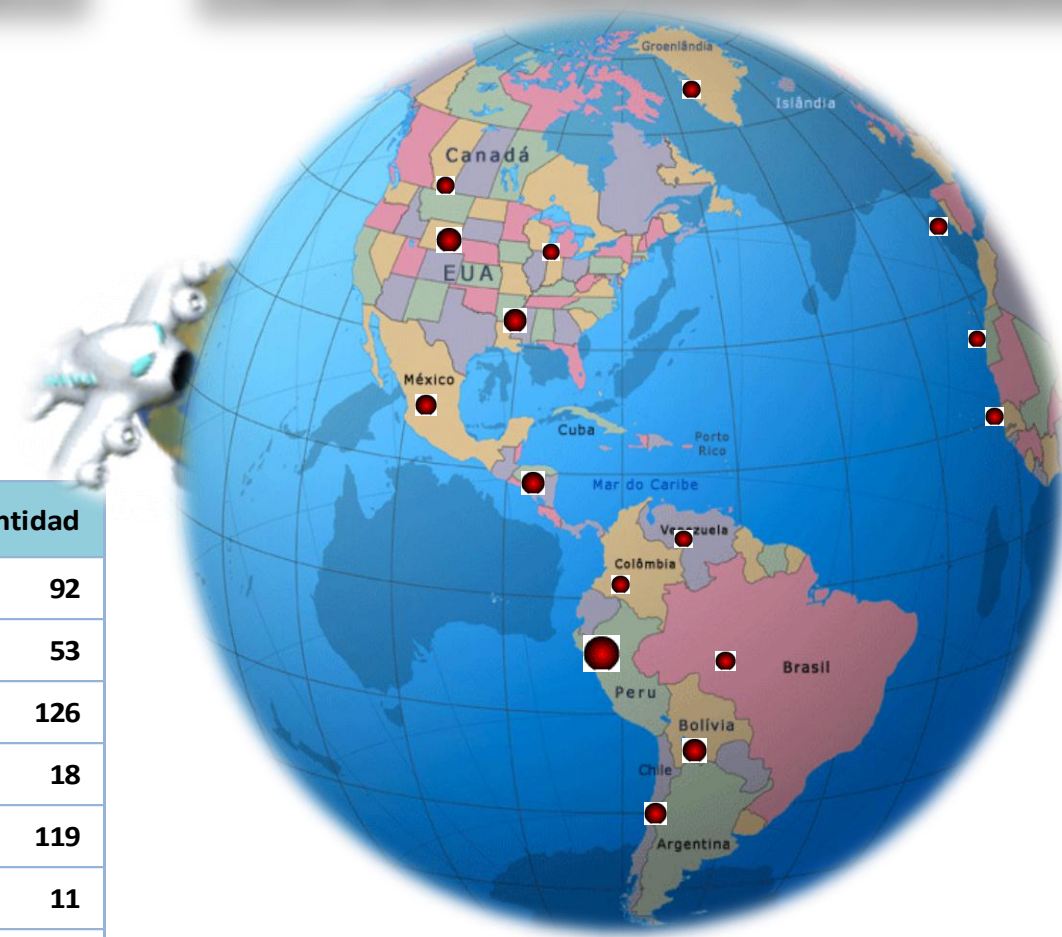 Groenlândia
Islândia
Canadá
EUA
México
Cuba
Porto
Rico
Mar do Caribe
Venezuela
Colômbia
Brasil
Peru
Bolívia
Chile
Argentina
ntidad
92
53
126
18
119
11